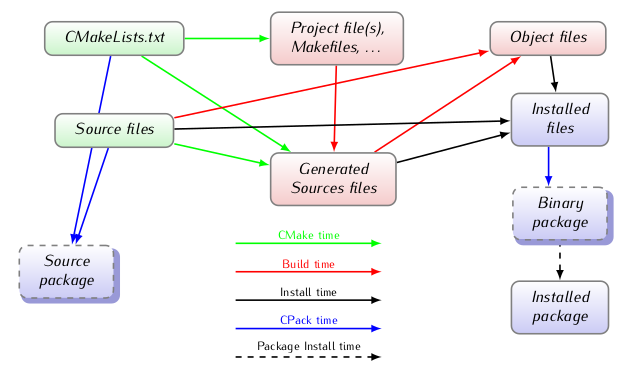 CMakeLists.txt
Project file(s),
Makefiles, ...
Object files
Source files
Installed
files
Generated
Sources files
Binary
package
Source
package
Installed
package
CMake time
Build time
Install time
CPack time
Package Install time